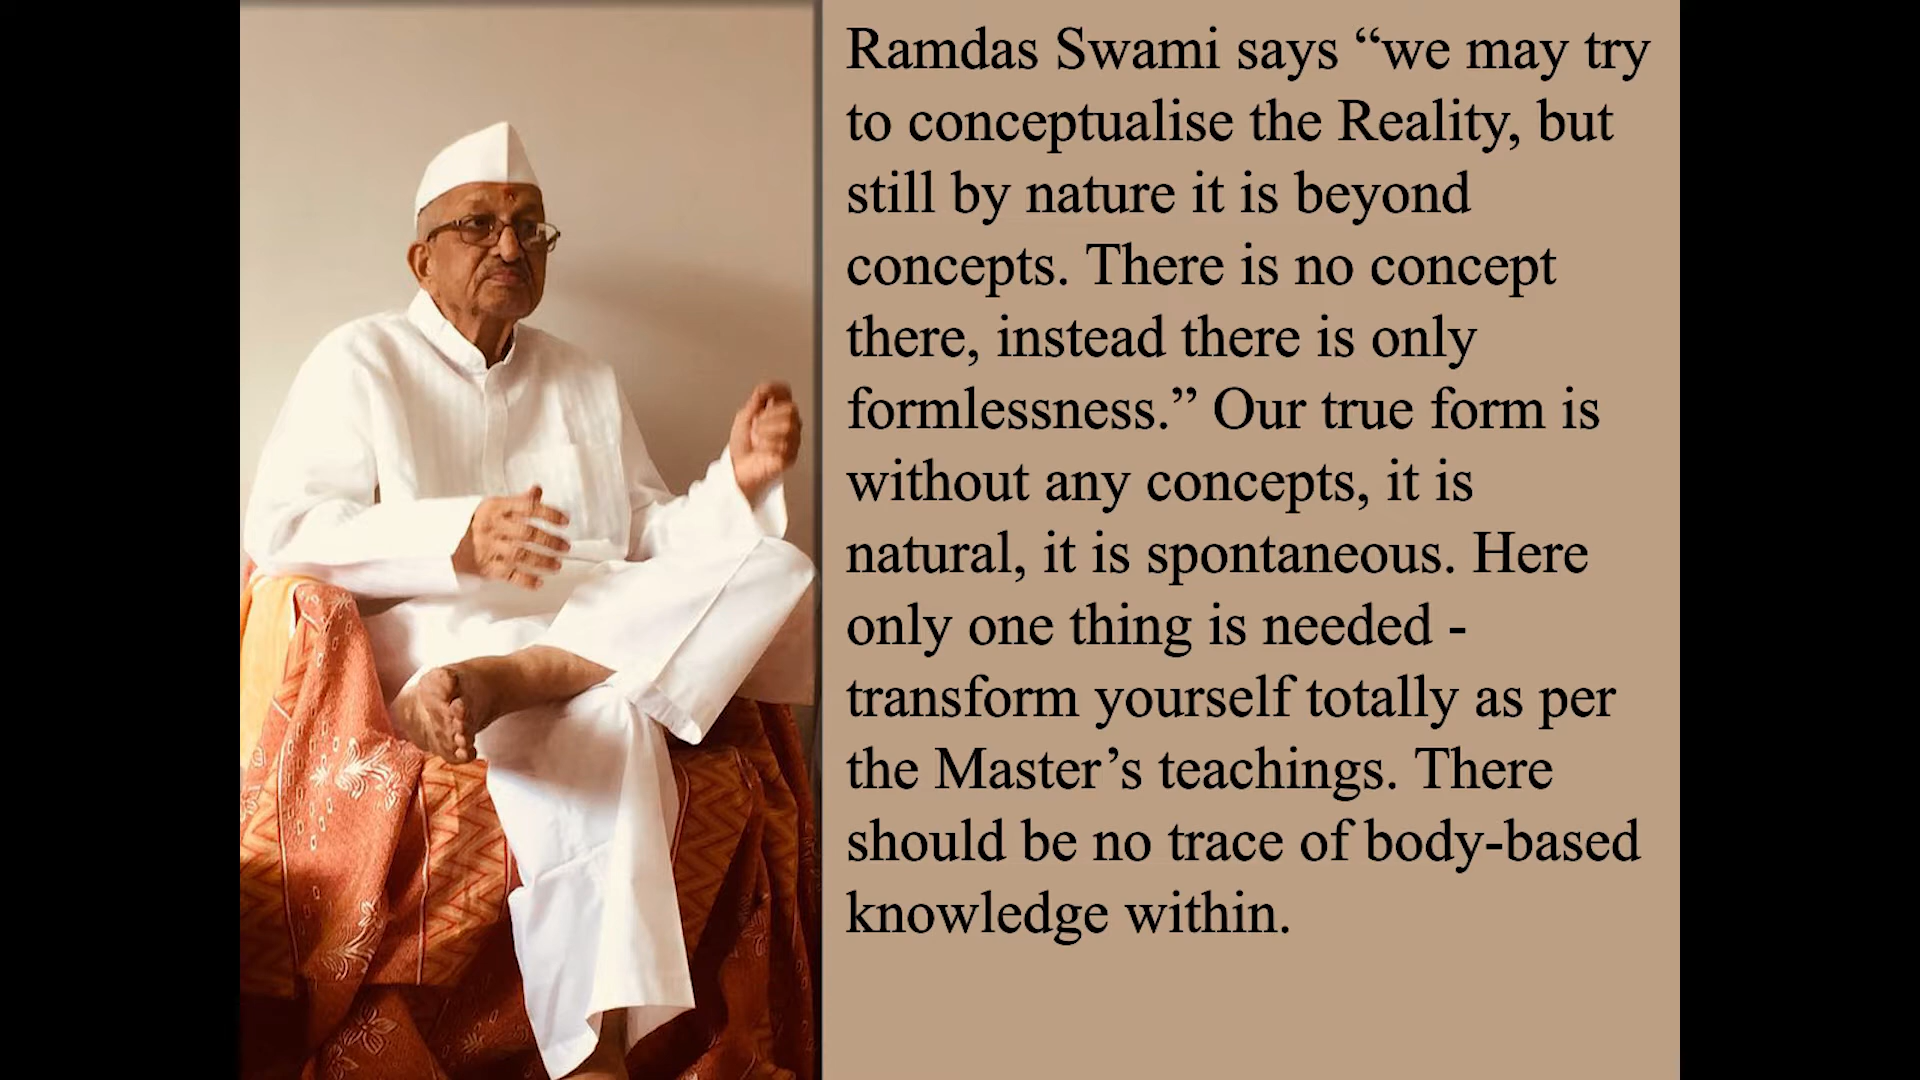 Ramdas Swami says “we may try
to conceptualise the Reality, but
still by nature it is beyond
concepts. There is no concept
there, instead there is only
formlessness.” Our true form is
without any concepts, it is
natural, it is spontaneous. Here
only one thing is needed -
transform yourself totally as per
the Master’s teachings. There
should be no trace of body-based
knowledge within.